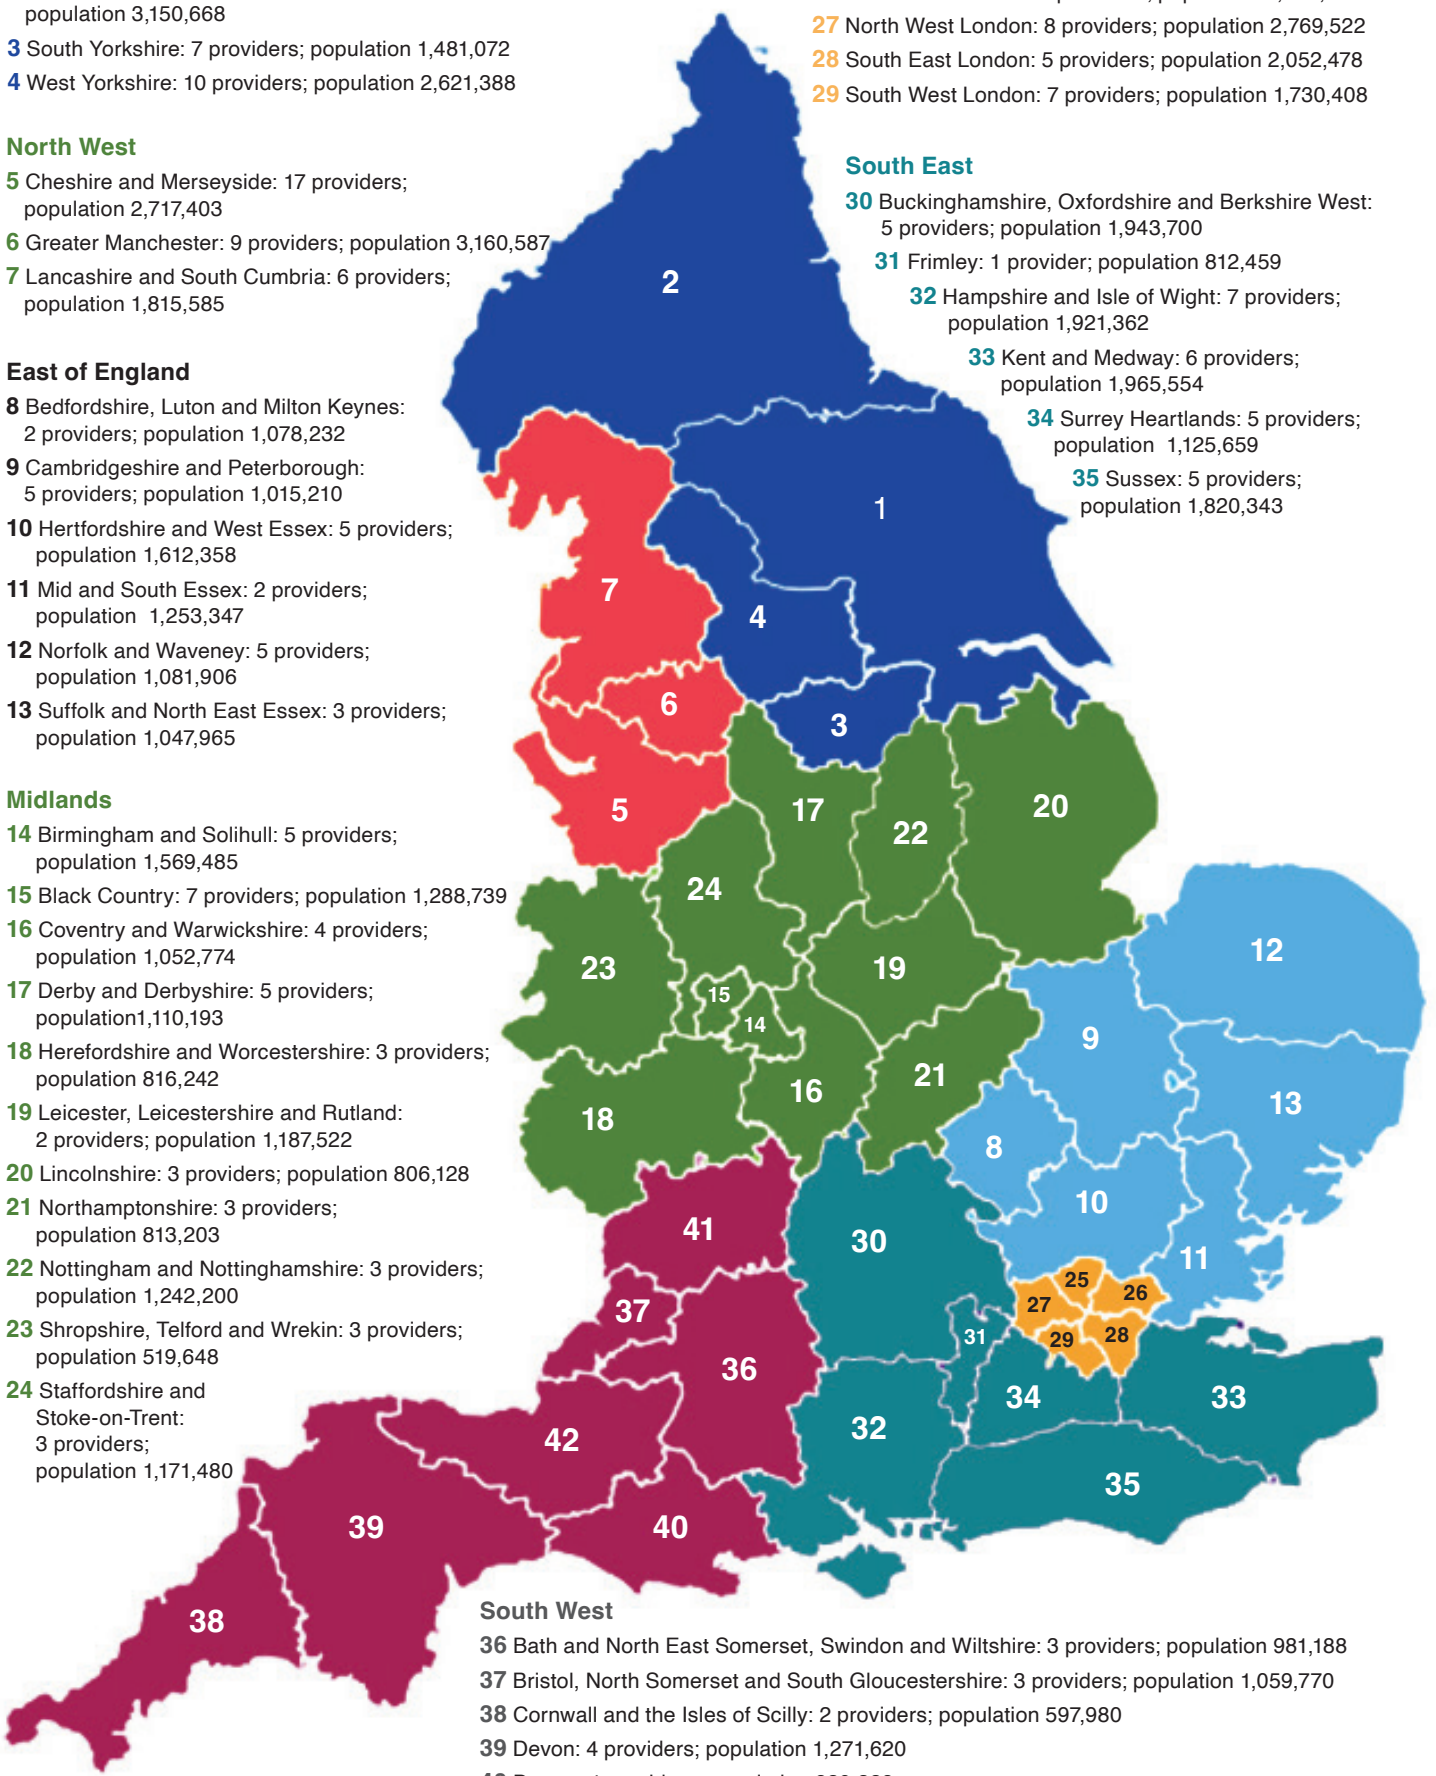 population 3,150,668
3 South Yorkshire: 7 providers; population 1,481,072
4 West Yorkshire: 10 providers; population 2,621,388
North West
5 Cheshire and Merseyside: 17 providers;
population 2,717,403
6 Greater Manchester: 9 providers; population 3,160,587
7 Lancashire and South Cumbria: 6 providers;
population 1,815,585
East of England
8 Bedfordshire, Luton and Milton Keynes:
2 providers; population 1,078,232
9 Cambridgeshire and Peterborough:
5 providers; population 1,015,210
10 Hertfordshire and West Essex: 5 providers;
population 1,612,358
11 Mid and South Essex: 2 providers;
population 1,253,347
12 Norfolk and Waveney: 5 providers;
population 1,081,906
13 Suffolk and North East Essex: 3 providers;
population 1,047,965
Midlands
14 Birmingham and Solihull: 5 providers;
population 1,569,485
15 Black Country: 7 providers; population 1,288,739
16 Coventry and Warwickshire: 4 providers;
population 1,052,774
17 Derby and Derbyshire: 5 providers;
population1,110,193
18 Herefordshire and Worcestershire: 3 providers;
population 816,242
19 Leicester, Leicestershire and Rutland:
2 providers; population 1,187,522
20 Lincolnshire: 3 providers; population 806,128
21 Northamptonshire: 3 providers;
population 813,203
22 Nottingham and Nottinghamshire: 3 providers;
population 1,242,200
23 Shropshire, Telford and Wrekin: 3 providers;
population 519,648
24 Staffordshire and
Stoke-on-Trent:
3 providers;
population 1,171,480
27 North West London: 8 providers; population 2,769,522
28 South East London: 5 providers; population 2,052,478
29 South West London: 7 providers; population 1,730,408
South East
30 Buckinghamshire, Oxfordshire and Berkshire West:
5 providers; population 1,943,700
31 Frimley: 1 provider; population 812,459
32 Hampshire and Isle of Wight: 7 providers;
population 1,921,362
33 Kent and Medway: 6 providers;
population 1,965,554
34 Surrey Heartlands: 5 providers;
population 1,125,659
35 Sussex: 5 providers;
population 1,820,343
2
1
7
4
6
3
5
17
22
20
24
23
19
12
15
14
9
16
21
13
18
8
10
41
30
11
25
26
27
37
31
29
28
36
34
33
32
42
35
39
40
38
South West
36 Bath and North East Somerset, Swindon and Wiltshire: 3 providers; population 981,188
37 Bristol, North Somerset and South Gloucestershire: 3 providers; population 1,059,770
38 Cornwall and the Isles of Scilly: 2 providers; population 597,980
39 Devon: 4 providers; population 1,271,620